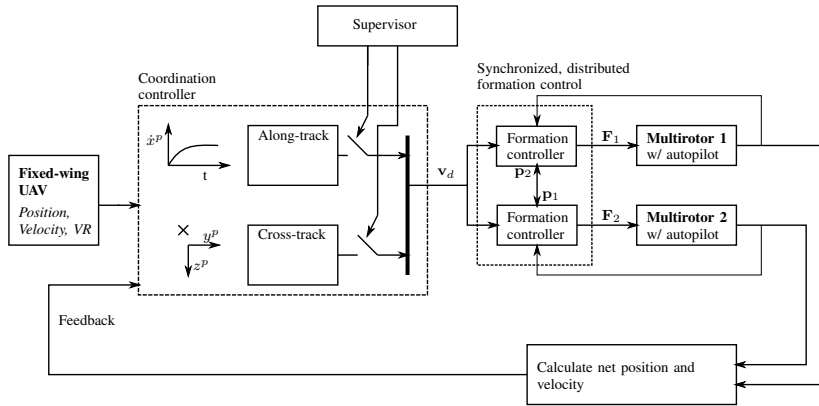 Supervisor
Coordination
controller
Synchronized, distributed
formation control
ẋᵖ
t
Along-track
Fixed-wing
UAV
Position,
Velocity, VR
yᵖ
zᵖ
Cross-track
v_d
Formation
controller
F₁
Multirotor 1
w/ autopilot
p₂
p₁
Formation
controller
F₂
Multirotor 2
w/ autopilot
Feedback
Calculate net position and
velocity